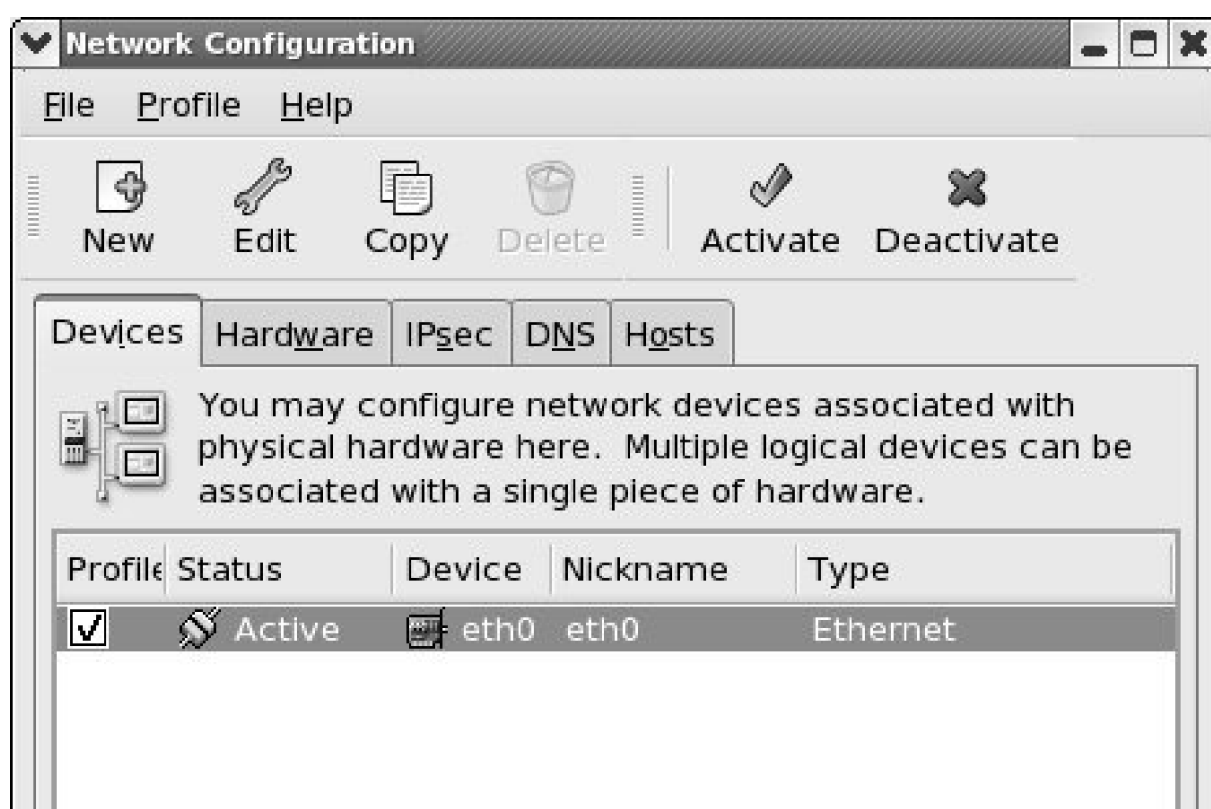 Network Configuration
File Profile Help
New Edit Copy Delete Activate Deactivate
Devices Hardware IPsec DNS Hosts
You may configure network devices associated with
physical hardware here. Multiple logical devices can be
associated with a single piece of hardware.
Profile Status Device Nickname Type
Active eth0 eth0 Ethernet